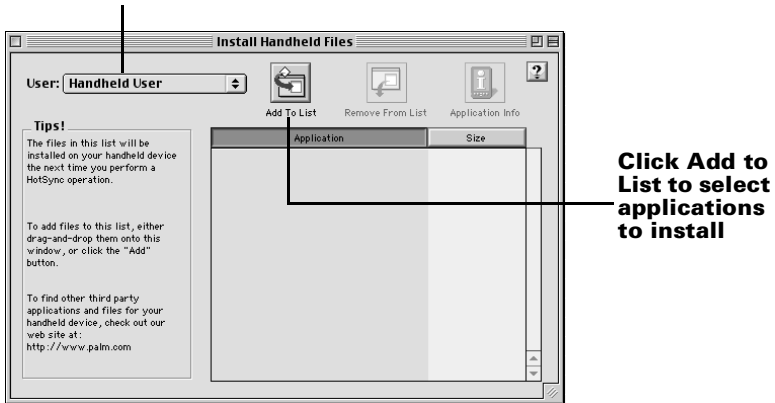 Install Handheld Files
User: Handheld User
Add To List
Remove From List
Application Info
?
Tips!
The files in this list will be
installed on your handheld device
the next time you perform a
HotSync operation.
To add files to this list, either
drag-and-drop them onto this
window, or click the "Add"
button.
To find other third party
applications and files for your
handheld device, check out our
web site at:
http://www.palm.com
Application
Size
Click Add to
List to select
applications
to install